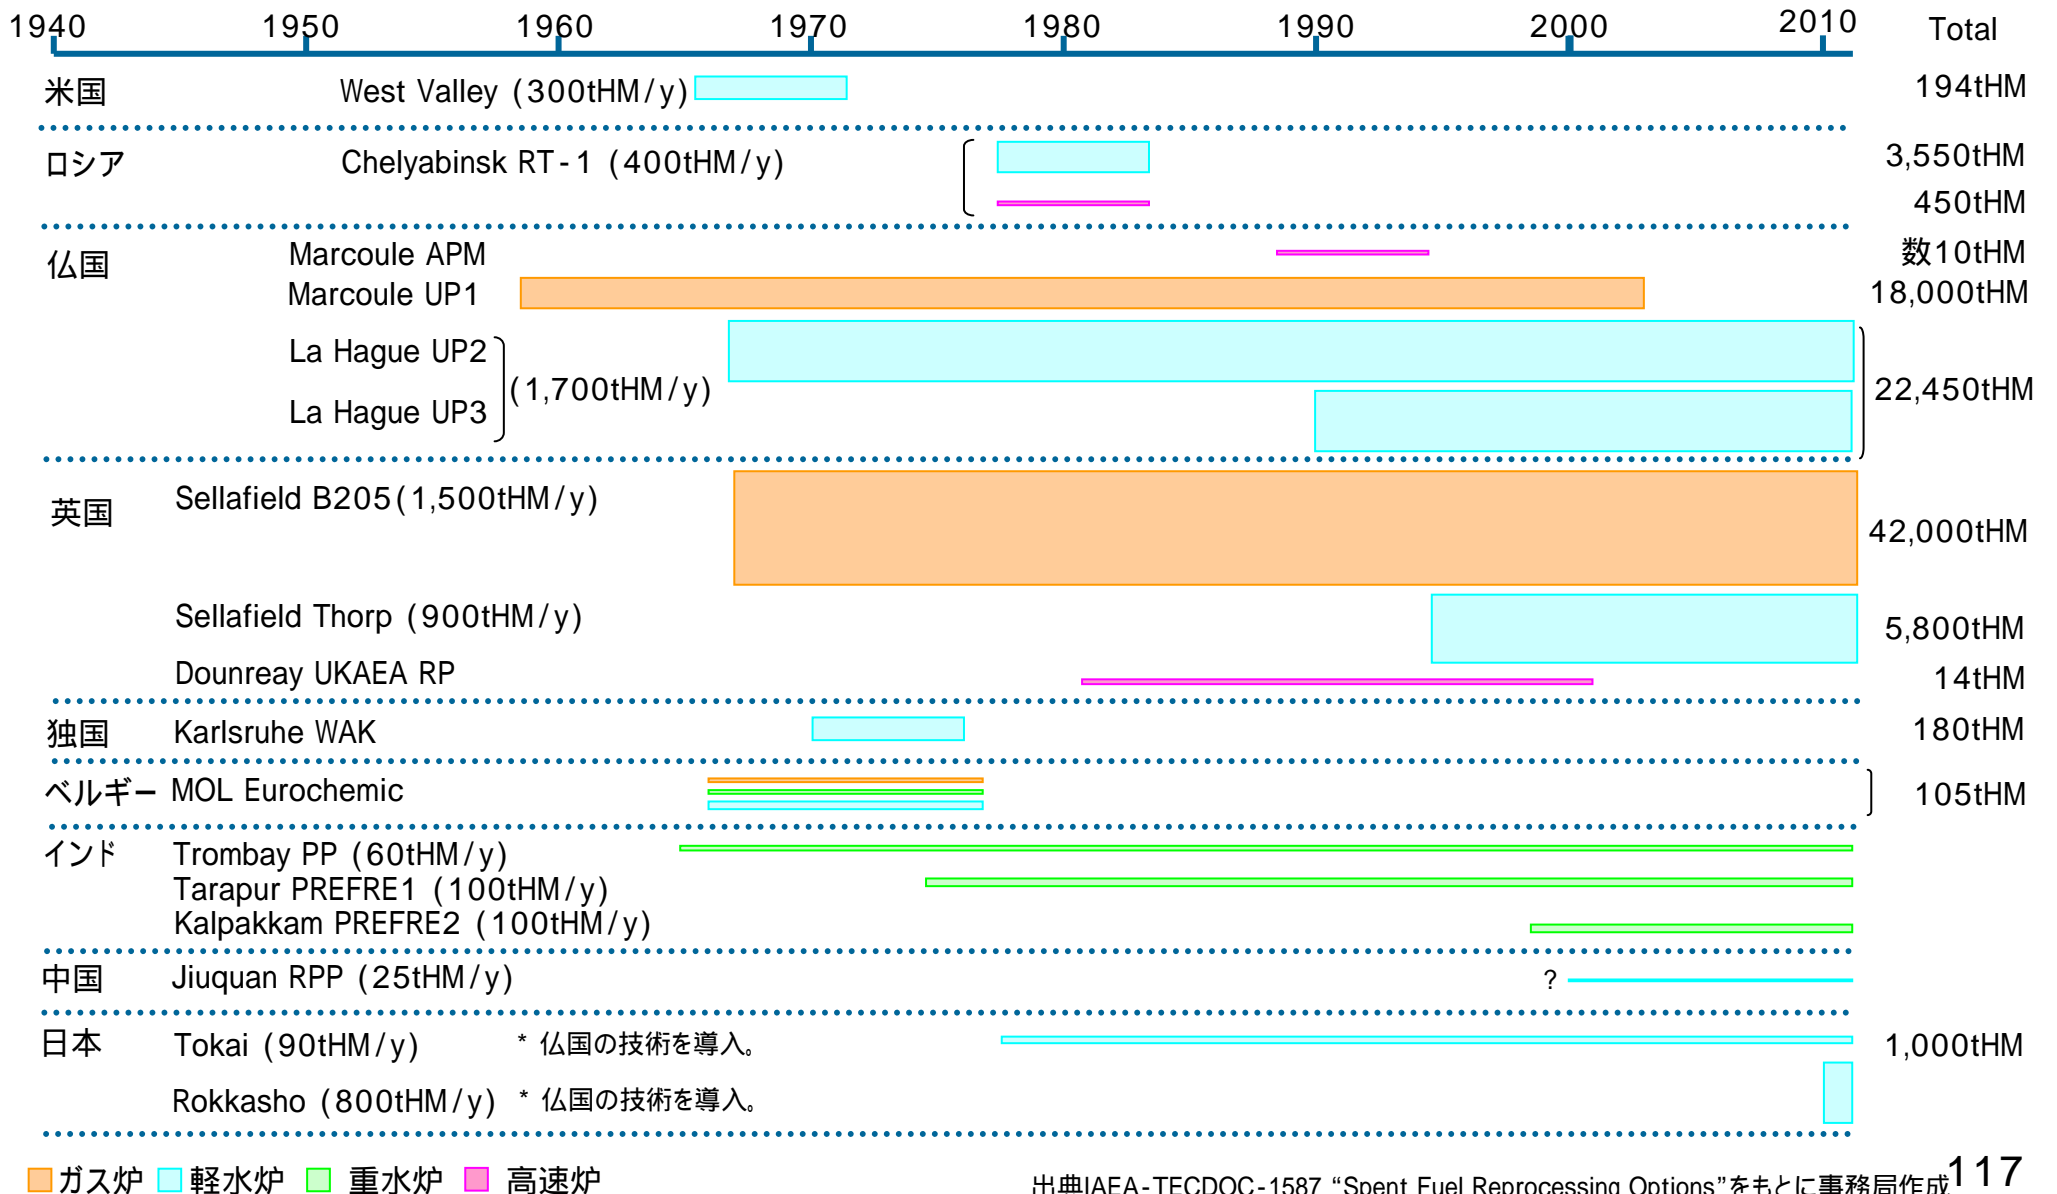 1940 1950 1960 1970 1980 1990 2000 2010 Total
米国 West Valley (300tHM/y) 194tHM
ロシア Chelyabinsk RT-1 (400tHM/y) 3,550tHM
450tHM
仏国 Marcoule APM 数10tHM
Marcoule UP1 18,000tHM
La Hague UP2
(1,700tHM/y) 22,450tHM
La Hague UP3
英国 Sellafield B205(1,500tHM/y) 42,000tHM
Sellafield Thorp (900tHM/y) 5,800tHM
Dounreay UKAEA RP 14tHM
独国 Karlsruhe WAK 180tHM
ベルギー MOL Eurochemic 105tHM
インド Trombay PP (60tHM/y)
Tarapur PREFRE1 (100tHM/y)
Kalpakkam PREFRE2 (100tHM/y)
中国 Jiuquan RPP (25tHM/y) ?
日本 Tokai (90tHM/y) * 仏国の技術を導入。 1,000tHM
Rokkasho (800tHM/y) * 仏国の技術を導入。
ガス炉 軽水炉 重水炉 高速炉
出典IAEA-TECDOC-1587 “Spent Fuel Reprocessing Options”をもとに事務局作成 117